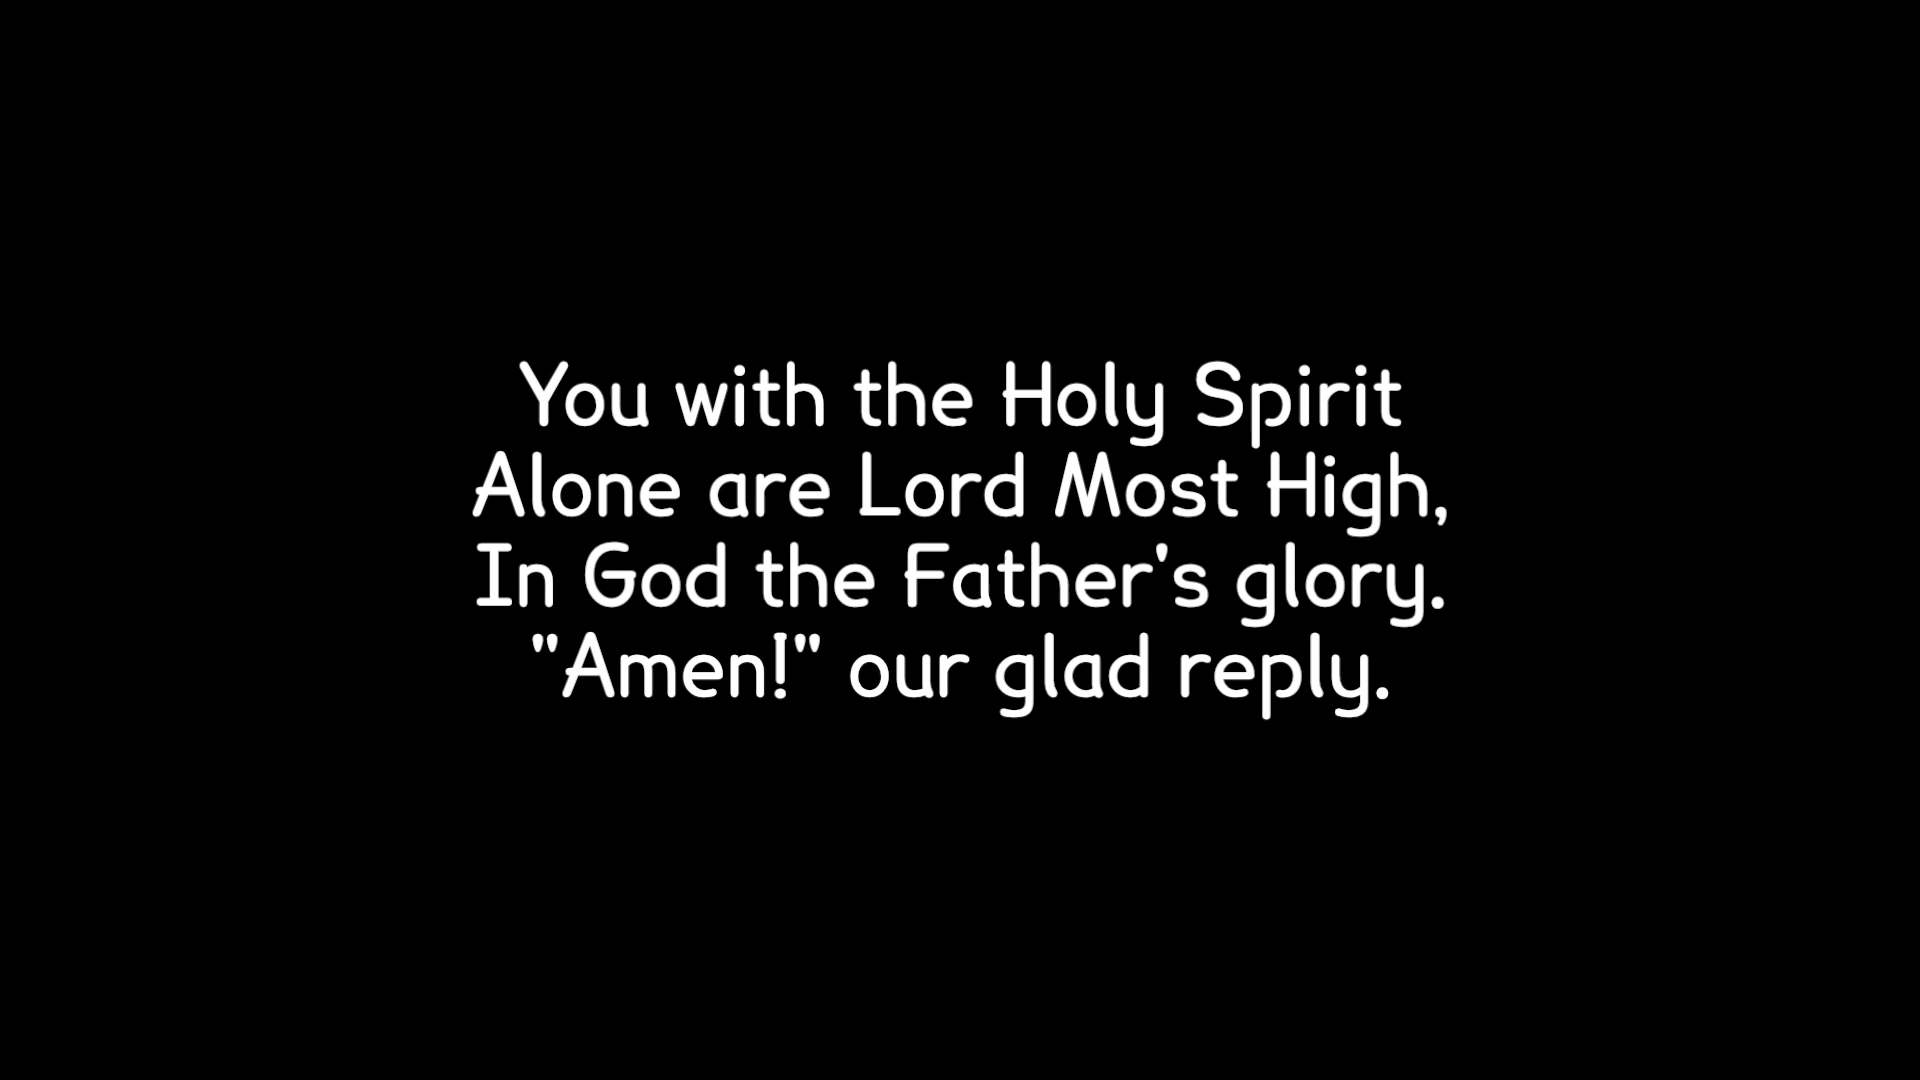 You with the Holy Spirit
Alone are Lord Most High,
In God the Father's glory.
"Amen!" our glad reply.